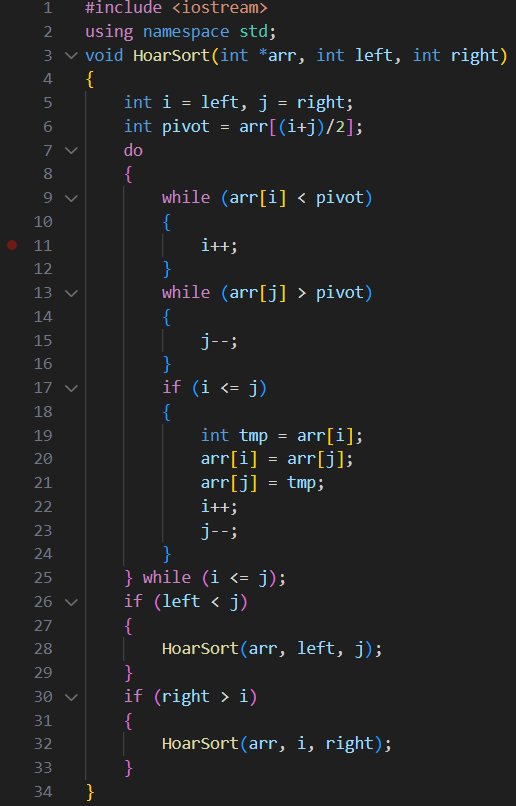 1 #include <iostream>
2 using namespace std;
3 void HoarSort(int *arr, int left, int right)
4 {
5     int i = left, j = right;
6     int pivot = arr[(i+j)/2];
7     do
8     {
9         while (arr[i] < pivot)
10         {
11             i++;
12         }
13         while (arr[j] > pivot)
14         {
15             j--;
16         }
17         if (i <= j)
18         {
19             int tmp = arr[i];
20             arr[i] = arr[j];
21             arr[j] = tmp;
22             i++;
23             j--;
24         }
25     } while (i <= j);
26     if (left < j)
27     {
28         HoarSort(arr, left, j);
29     }
30     if (right > i)
31     {
32         HoarSort(arr, i, right);
33     }
34 }